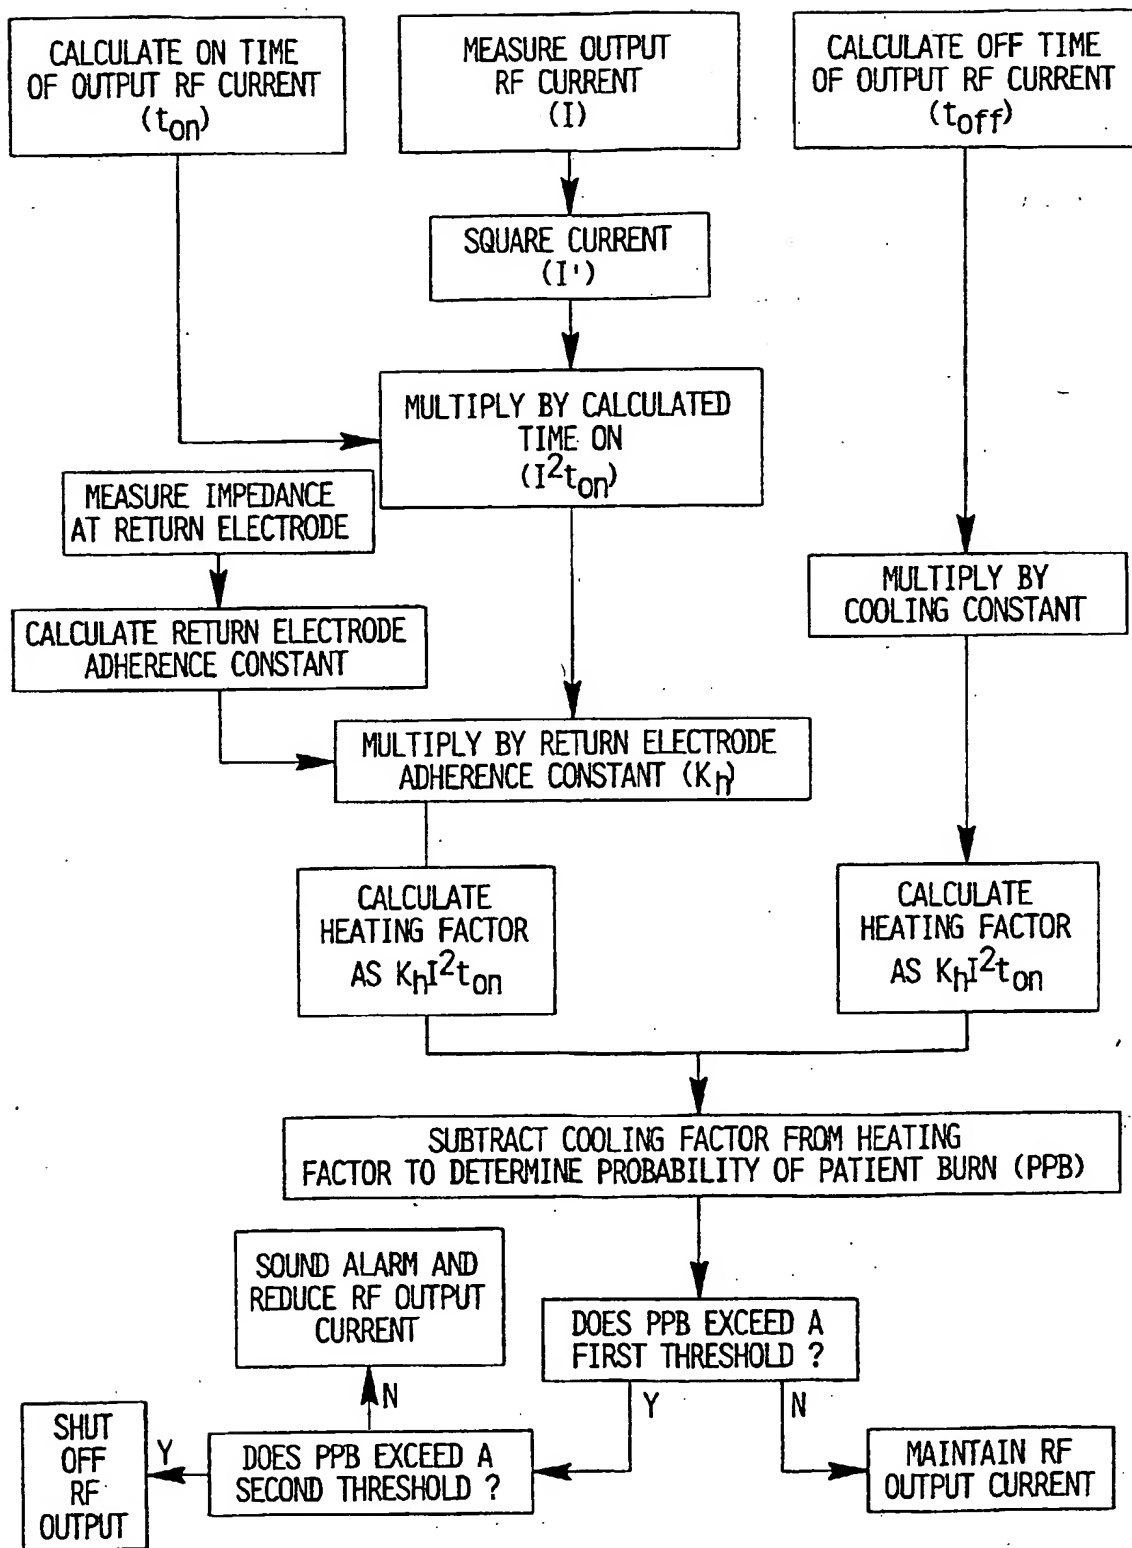 CALCULATE ON TIME
OF OUTPUT RF CURRENT
(ton)
MEASURE OUTPUT
RF CURRENT
(I)
CALCULATE OFF TIME
OF OUTPUT RF CURRENT
(toff)
SQUARE CURRENT
(I')
MULTIPLY BY CALCULATED
TIME ON
(I²ton)
MEASURE IMPEDANCE
AT RETURN ELECTRODE
MULTIPLY BY
COOLING CONSTANT
CALCULATE RETURN ELECTRODE
ADHERENCE CONSTANT
MULTIPLY BY RETURN ELECTRODE
ADHERENCE CONSTANT (Kh)
CALCULATE
HEATING FACTOR
AS KhI²ton
CALCULATE
HEATING FACTOR
AS KhI²ton
SUBTRACT COOLING FACTOR FROM HEATING
FACTOR TO DETERMINE PROBABILITY OF PATIENT BURN (PPB)
SOUND ALARM AND
REDUCE RF OUTPUT
CURRENT
DOES PPB EXCEED A
FIRST THRESHOLD ?
N
Y
N
SHUT
OFF
RF
OUTPUT
Y
DOES PPB EXCEED A
SECOND THRESHOLD ?
MAINTAIN RF
OUTPUT CURRENT